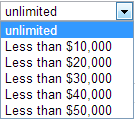 unlimited
unlimited
Less than $10,000
Less than $20,000
Less than $30,000
Less than $40,000
Less than $50,000